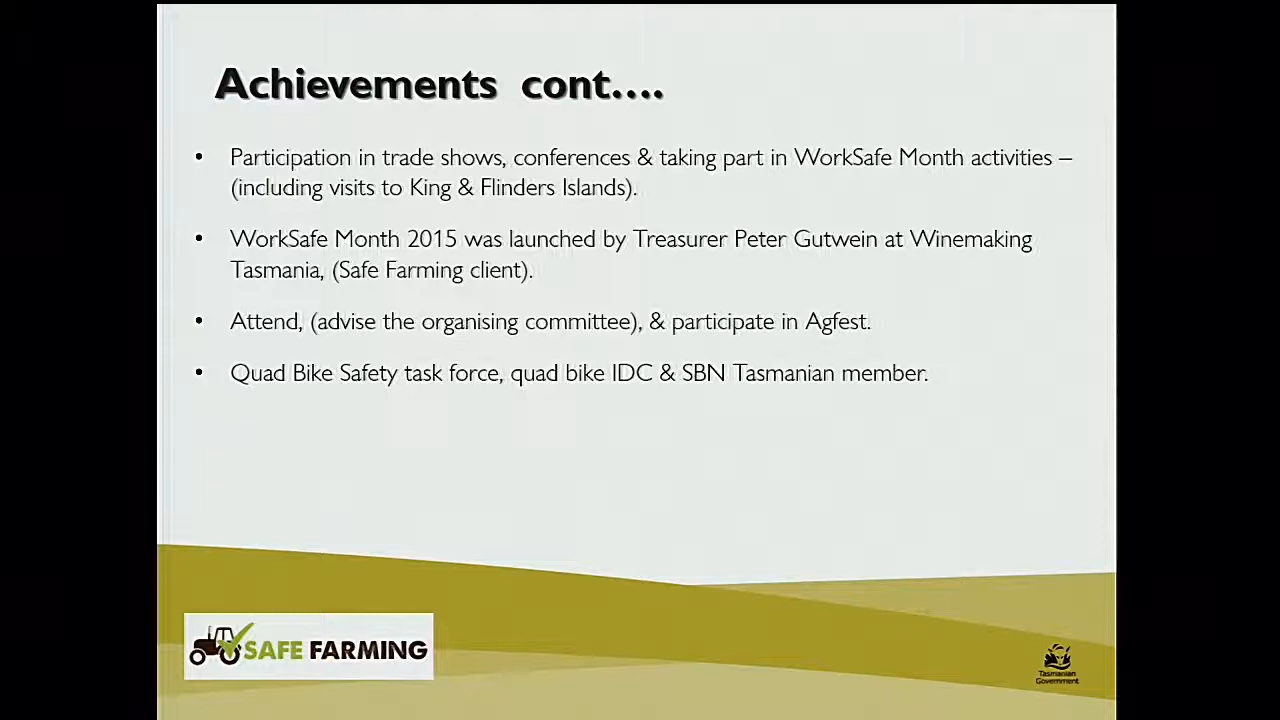 Achievements cont....
• Participation in trade shows, conferences & taking part in WorkSafe Month activities –
(including visits to King & Flinders Islands).
• WorkSafe Month 2015 was launched by Treasurer Peter Gutwein at Winemaking
Tasmania, (Safe Farming client).
• Attend, (advise the organising committee), & participate in Agfest.
• Quad Bike Safety task force, quad bike IDC & SBN Tasmanian member.
SAFE FARMING
Tasmanian
Government